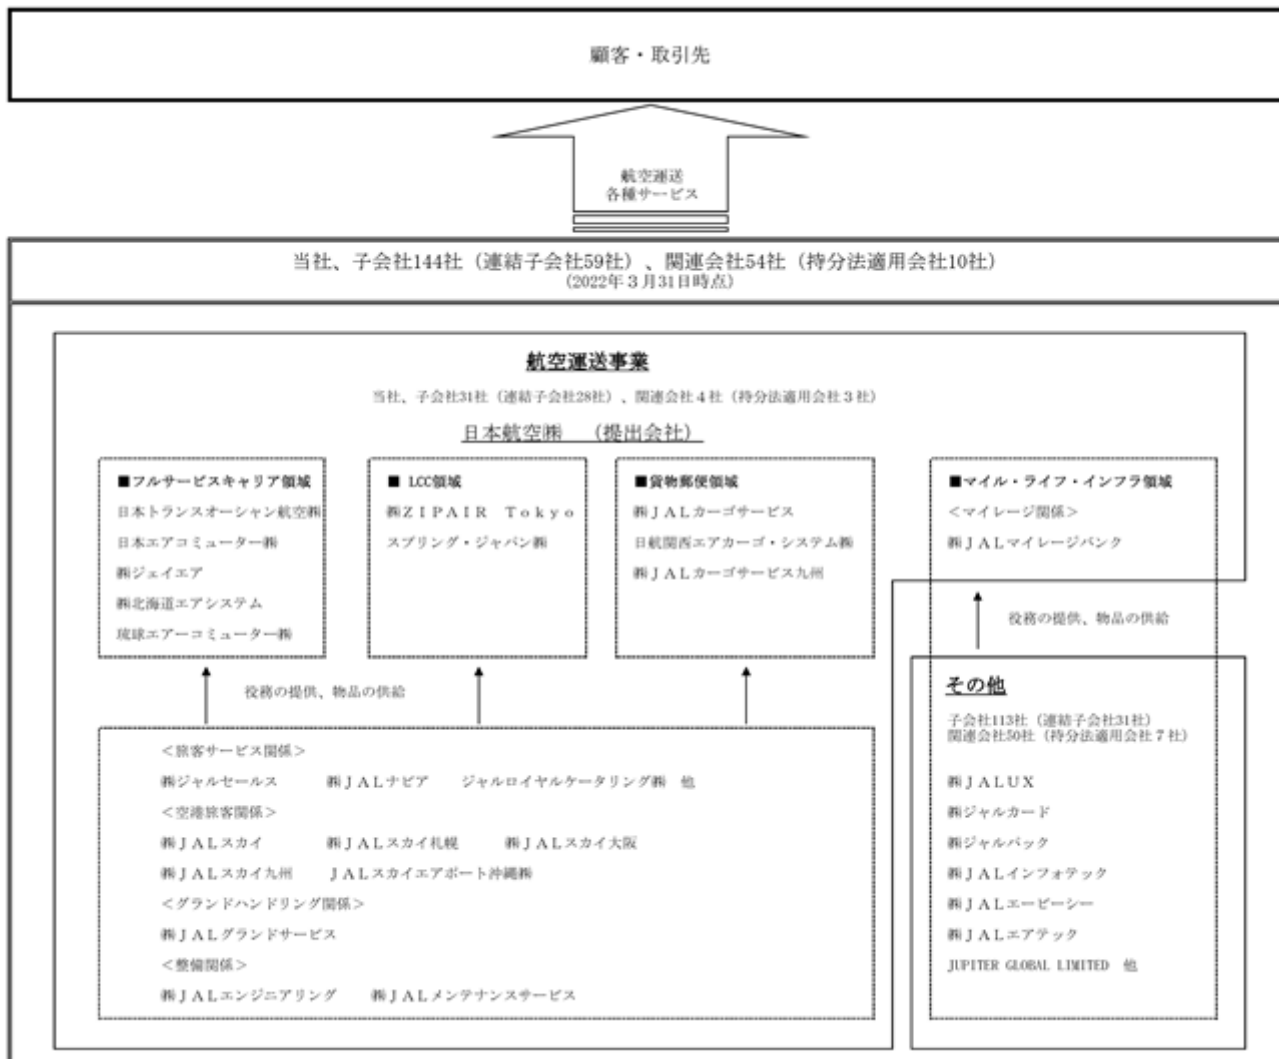 顧客・取引先
航空運送
各種サービス
当社、子会社144社（連結子会社59社）、関連会社54社（持分法適用会社10社）
（2022年３月31日時点）
航空運送事業
当社、子会社31社（連結子会社28社）、関連会社４社（持分法適用会社３社）
日本航空㈱　（提出会社）
■フルサービスキャリア領域
日本トランスオーシャン航空㈱
日本エアコミューター㈱
㈱ジェイエア
㈱北海道エアシステム
琉球エアーコミューター㈱
■ LCC領域
㈱ＺＩＰＡＩＲ　Ｔｏｋｙｏ
スプリング・ジャパン㈱
■貨物郵便領域
㈱ＪＡＬカーゴサービス
日航関西エアカーゴ・システム㈱
㈱ＪＡＬカーゴサービス九州
■マイル・ライフ・インフラ領域
＜マイレージ関係＞
㈱ＪＡＬマイレージバンク
役務の提供、物品の供給
役務の提供、物品の供給
＜旅客サービス関係＞
㈱ジャルセールス　㈱ＪＡＬナビア　ジャルロイヤルケータリング㈱　他
＜空港旅客関係＞
㈱ＪＡＬスカイ　㈱ＪＡＬスカイ札幌　㈱ＪＡＬスカイ大阪
㈱ＪＡＬスカイ九州　ＪＡＬスカイエアポート沖縄㈱
＜グランドハンドリング関係＞
㈱ＪＡＬグランドサービス
＜整備関係＞
㈱ＪＡＬエンジニアリング　㈱ＪＡＬメンテナンスサービス
その他
子会社113社（連結子会社31社）
関連会社50社（持分法適用会社７社）
㈱ＪＡＬＵＸ
㈱ジャルカード
㈱ジャルパック
㈱ＪＡＬインフォテック
㈱ＪＡＬエービーシー
㈱ＪＡＬエアテック
JUPITER GLOBAL LIMITED　他